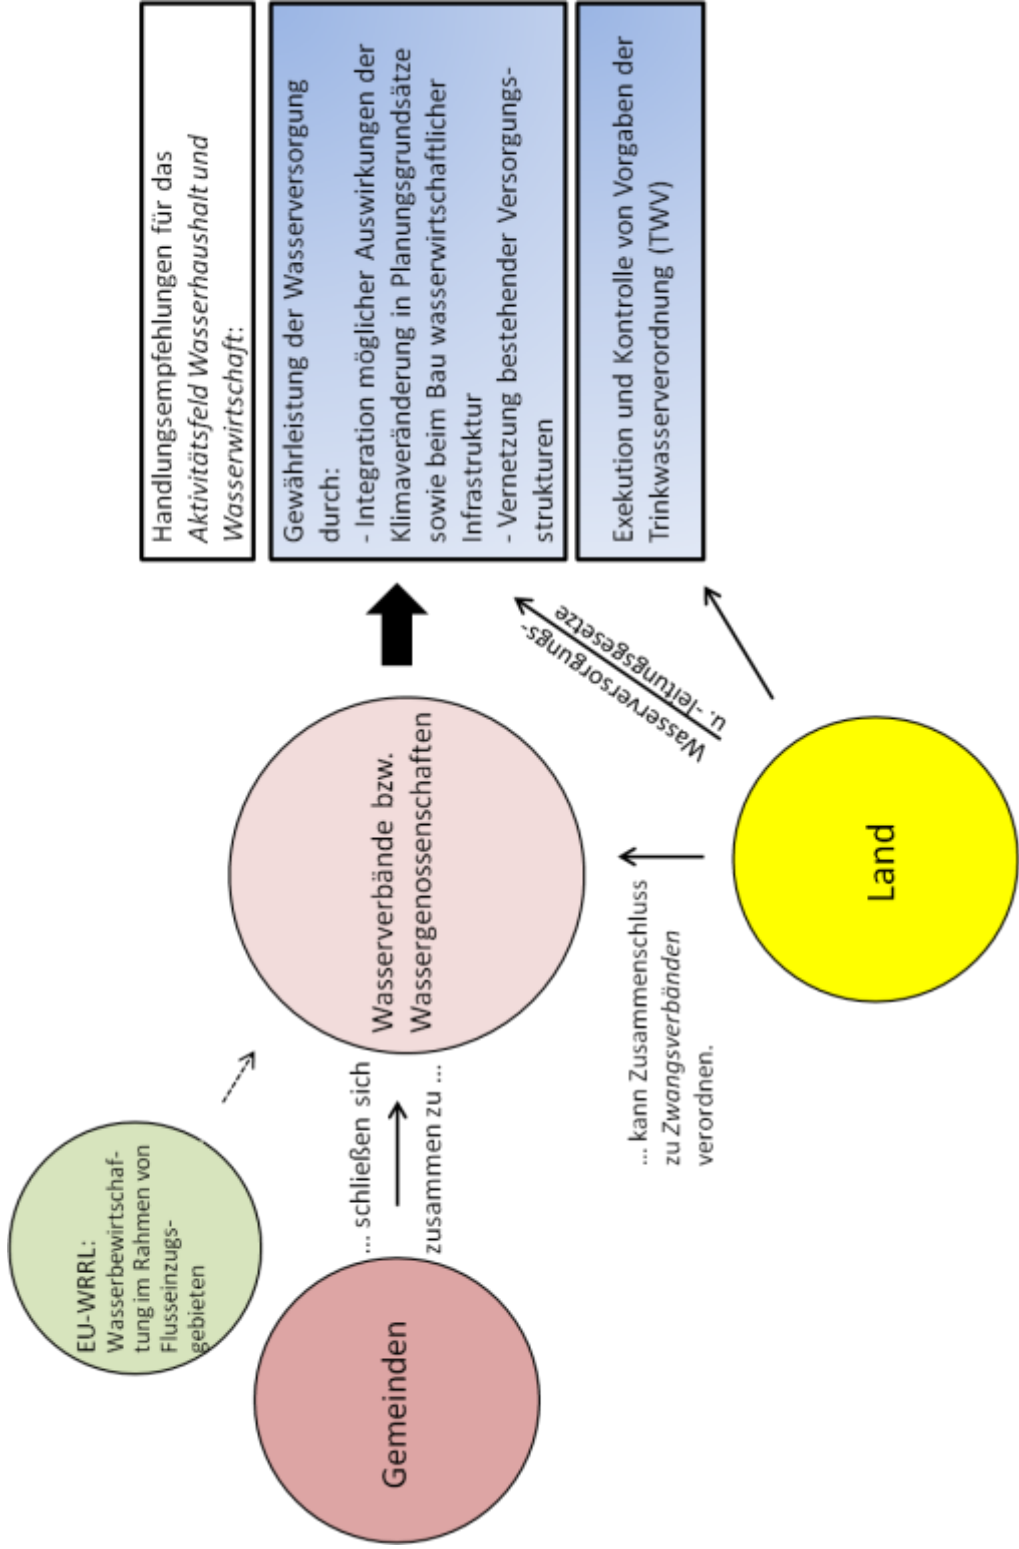 EU-WRRL:
Wasserbewirtschaf-
tung im Rahmen von
Flusseinzugs-
gebieten
Gemeinden
... schließen sich
zusammen zu ...
Wasserverbände bzw.
Wassergenossenschaften
... kann Zusammenschluss
zu Zwangsverbänden
verordnen.
Land
Wasserversorgungs-
u. -leitungsgesetze
Handlungsempfehlungen für das
Aktivitätsfeld Wasserhaushalt und
Wasserwirtschaft:
Gewährleistung der Wasserversorgung
durch:
- Integration möglicher Auswirkungen der
Klimaveränderung in Planungsgrundsätze
sowie beim Bau wasserwirtschaftlicher
Infrastruktur
- Vernetzung bestehender Versorgungs-
strukturen
Exekution und Kontrolle von Vorgaben der
Trinkwasserverordnung (TWV)